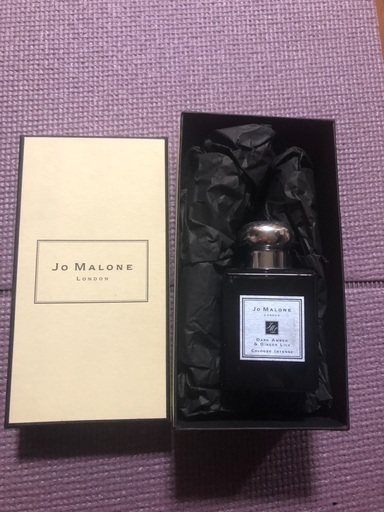 JO MALONE
LONDON
JO MALONE
LONDON
DARK AMBER
& GINGER LILY
COLOGNE INTENSE